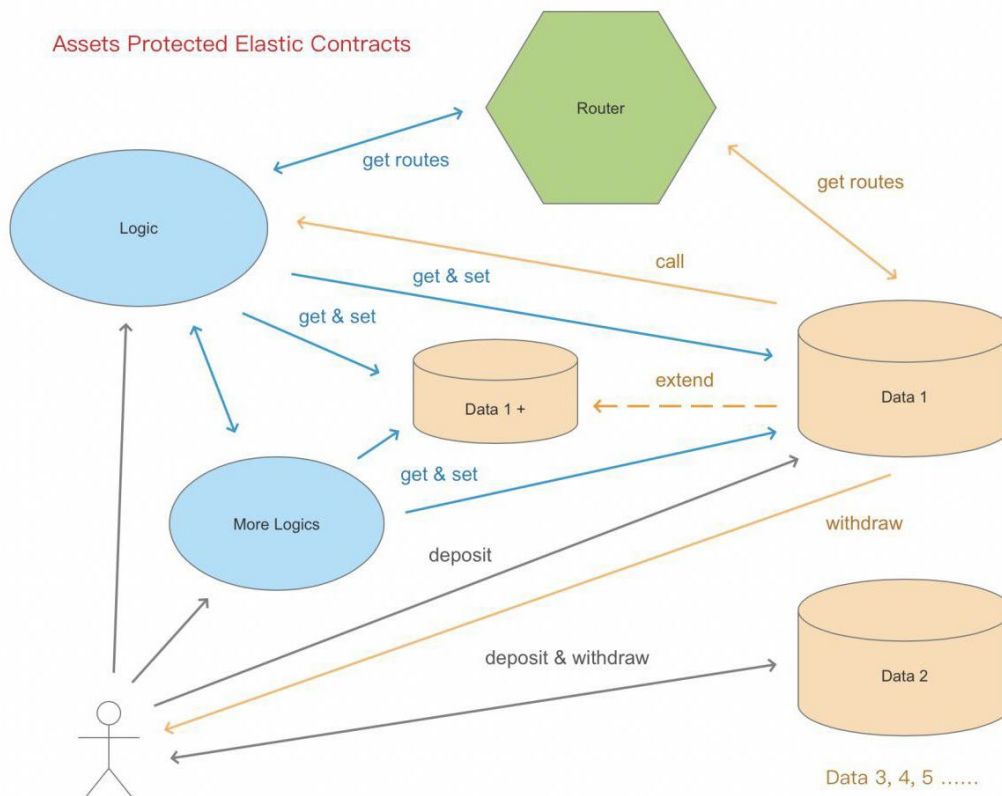 Assets Protected Elastic Contracts
Router
get routes
get routes
Logic
call
get & set
get & set
extend
Data 1 +
Data 1
get & set
More Logics
withdraw
deposit
deposit & withdraw
Data 2
Data 3, 4, 5 ......